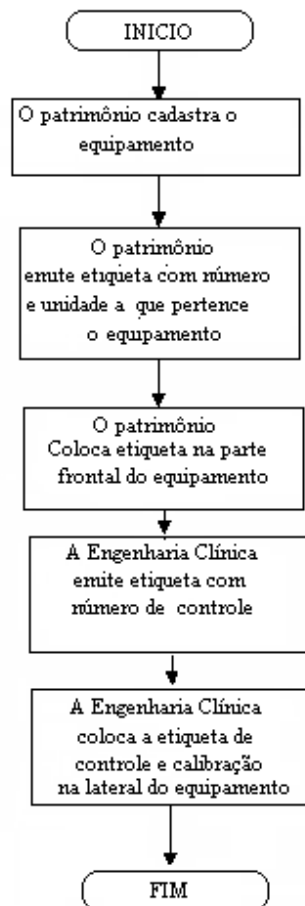 INICIO
O patrimônio cadastra o
equipamento
O patrimônio
emite etiqueta com número
e unidade a que pertence
o equipamento
O patrimônio
Coloca etiqueta na parte
frontal do equipamento
A Engenharia Clínica
emite etiqueta com
número de controle
A Engenharia Clínica
coloca a etiqueta de
controle e calibração
na lateral do equipamento
FIM